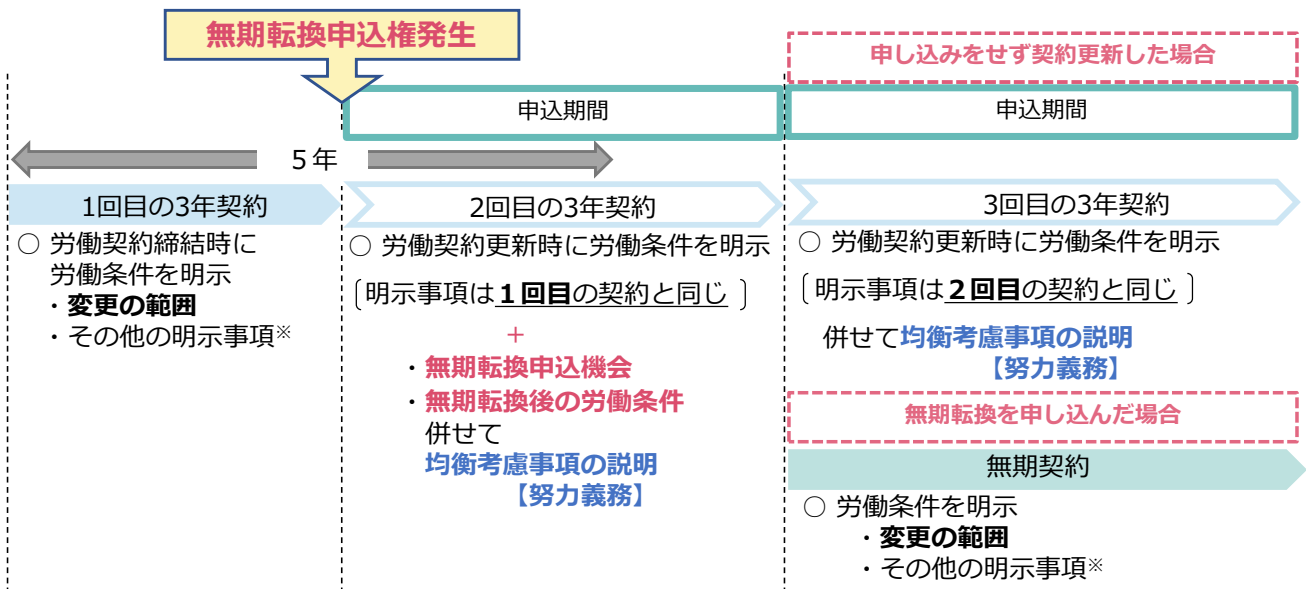 無期転換申込権発生
申し込みをせず契約更新した場合
申込期間
申込期間
5年
1回目の3年契約
○ 労働契約締結時に
労働条件を明示
・変更の範囲
・その他の明示事項※
2回目の3年契約
○ 労働契約更新時に労働条件を明示
〔明示事項は１回目の契約と同じ 〕
+
・無期転換申込機会
・無期転換後の労働条件
併せて
均衡考慮事項の説明
【努力義務】
3回目の3年契約
○ 労働契約更新時に労働条件を明示
〔明示事項は２回目の契約と同じ 〕
併せて均衡考慮事項の説明
【努力義務】
無期転換を申し込んだ場合
無期契約
○ 労働条件を明示
・変更の範囲
・その他の明示事項※